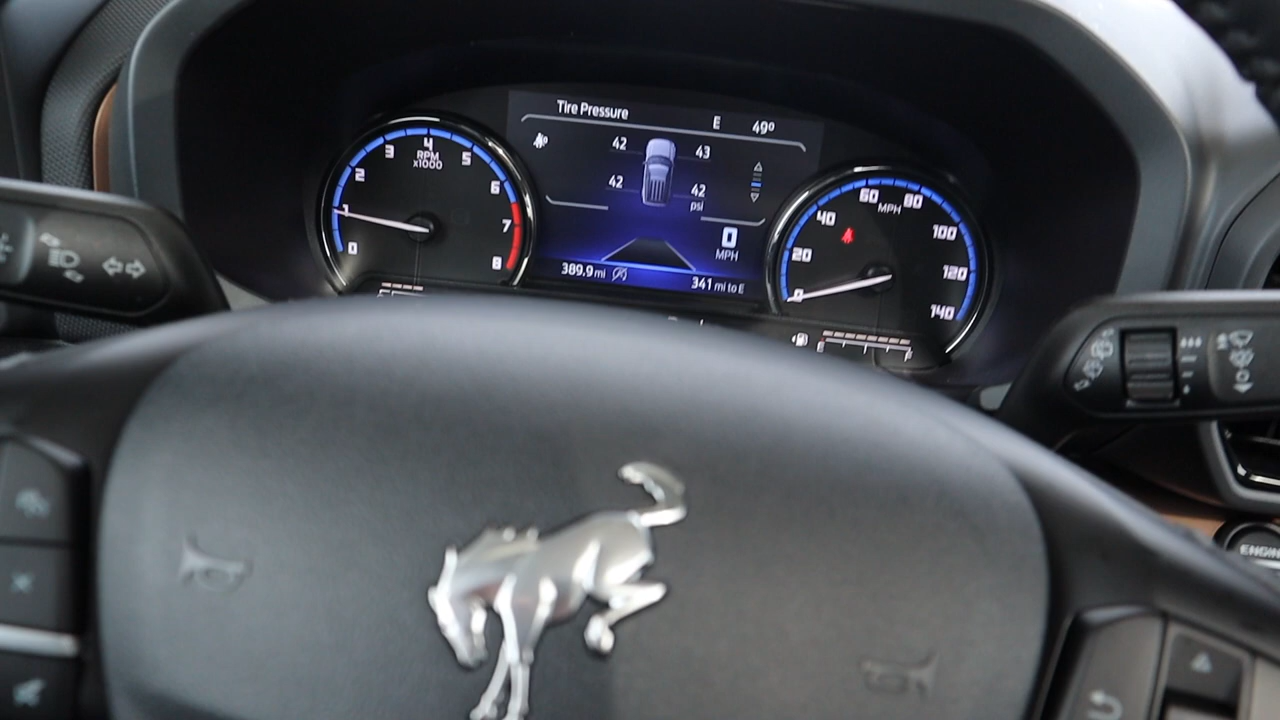 Tire Pressure
E 49º
42 43
42 42
psi
0
MPH
389.9 mi
341 mi to E
0
1
2
3
4
5
6
7
8
RPM
x1000
0
20
40
60
80
100
120
140
MPH
E
F